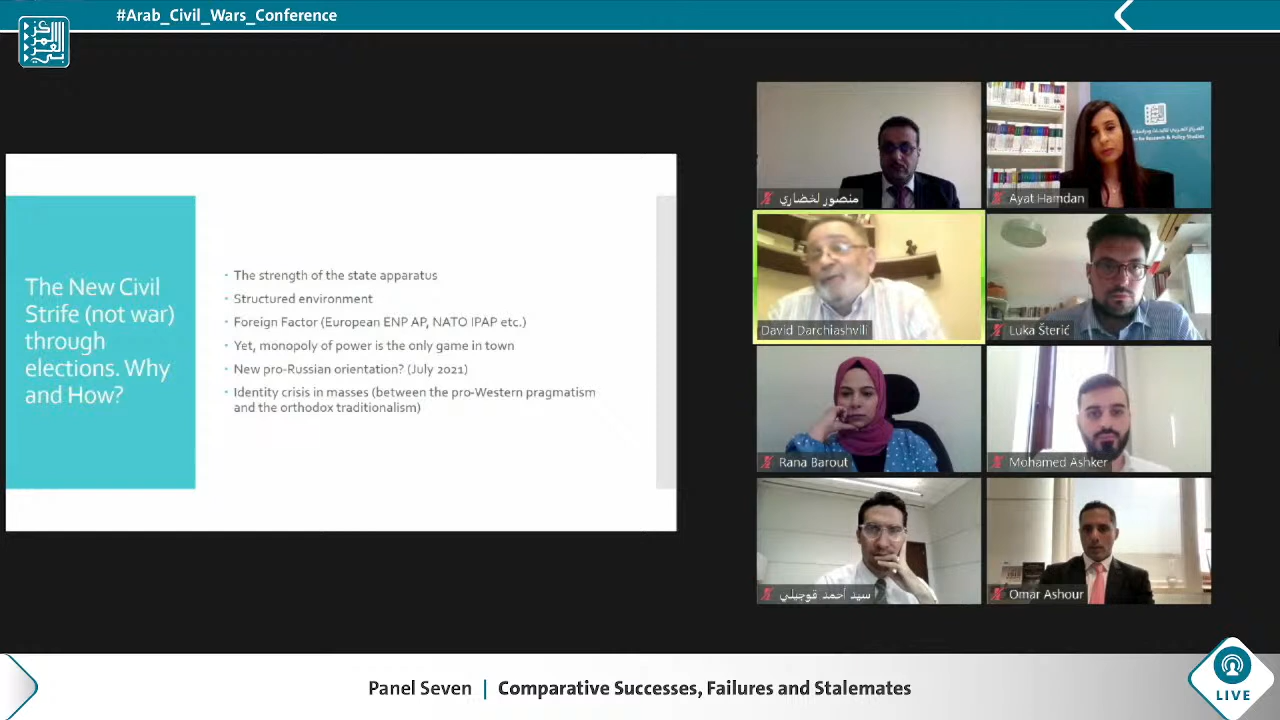 #Arab_Civil_Wars_Conference
The New Civil
Strife (not war)
through
elections. Why
and How?
· The strength of the state apparatus
· Structured environment
· Foreign Factor (European ENP AP, NATO IPAP etc.)
· Yet, monopoly of power is the only game in town
· New pro-Russian orientation? (July 2021)
· Identity crisis in masses (between the pro-Western pragmatism
and the orthodox traditionalism)
منصور لخضاري
Ayat Hamdan
for Research & Policy Studies
David Darchiashvili
Luka Šterić
Rana Barout
Mohamed Ashker
سيد أحمد قوجيلي
Omar Ashour
Panel Seven | Comparative Successes, Failures and Stalemates
LIVE